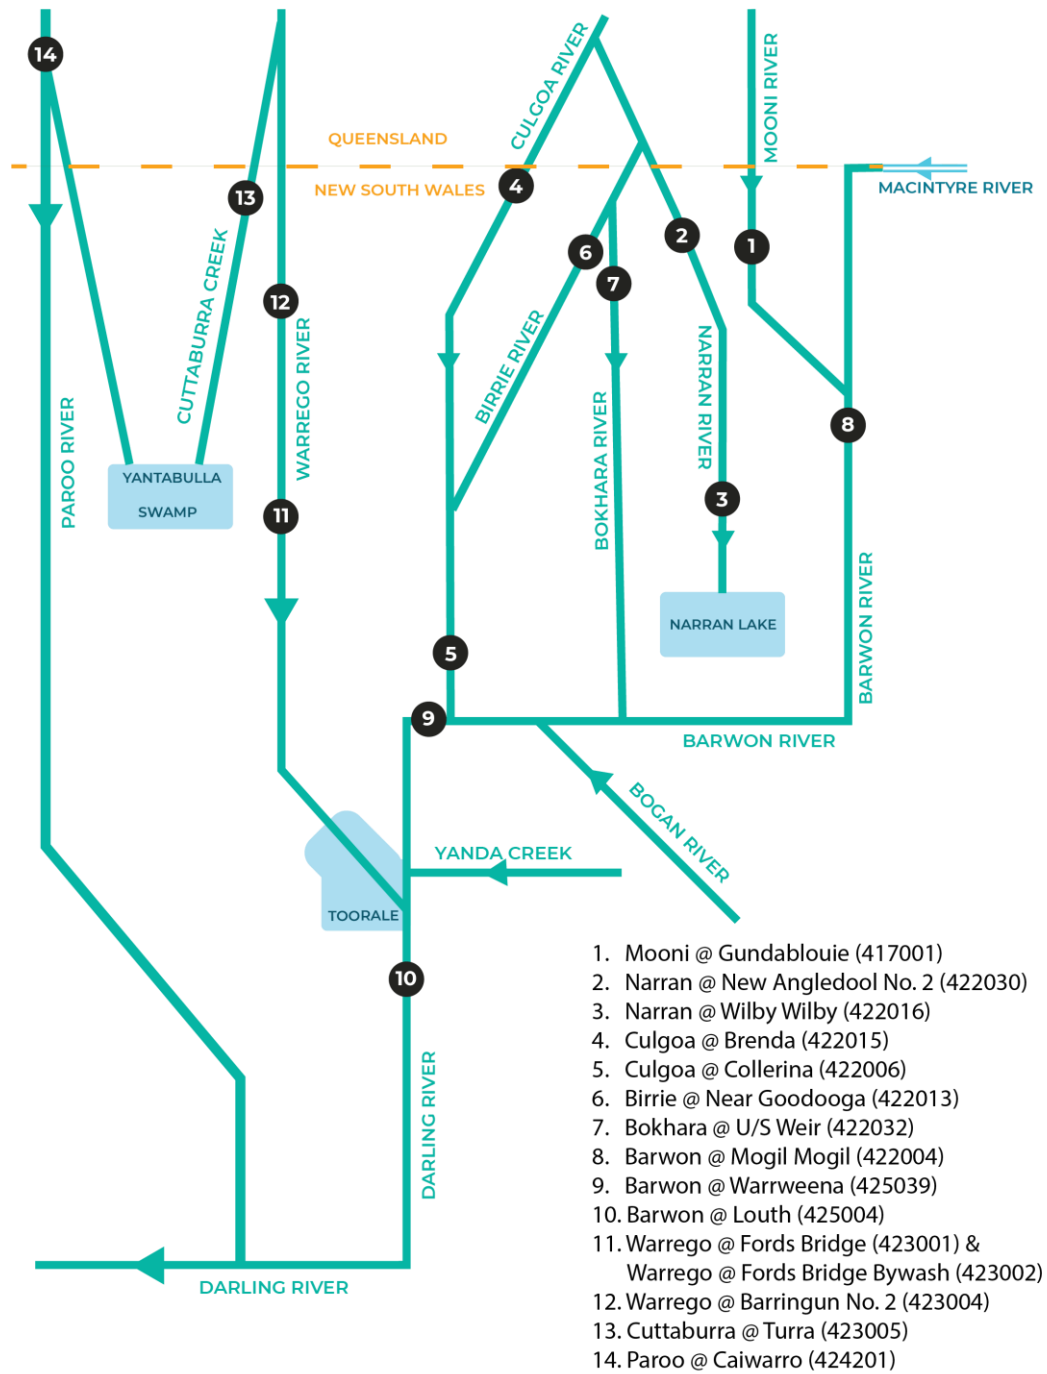 14
CULGOA RIVER
MOONI RIVER
QUEENSLAND
NEW SOUTH WALES
MACINTYRE RIVER
4
13
2
1
6
7
12
CUTTABURRA CREEK
WARREGO RIVER
BIRRIE RIVER
NARRAN RIVER
8
PAROO RIVER
BOKHARA RIVER
YANTABULLA
SWAMP
3
11
BARWON RIVER
NARRAN LAKE
5
9
BARWON RIVER
BOGAN RIVER
YANDA CREEK
TOORALE
10
DARLING RIVER
DARLING RIVER
1. Mooni @ Gundablouie (417001)
2. Narran @ New Angledool No. 2 (422030)
3. Narran @ Wilby Wilby (422016)
4. Culgoa @ Brenda (422015)
5. Culgoa @ Collerina (422006)
6. Birrie @ Near Goodooga (422013)
7. Bokhara @ U/S Weir (422032)
8. Barwon @ Mogil Mogil (422004)
9. Barwon @ Warrweena (425039)
10. Barwon @ Louth (425004)
11. Warrego @ Fords Bridge (423001) &
Warrego @ Fords Bridge Bywash (423002)
12. Warrego @ Barringun No. 2 (423004)
13. Cuttaburra @ Turra (423005)
14. Paroo @ Caiwarro (424201)